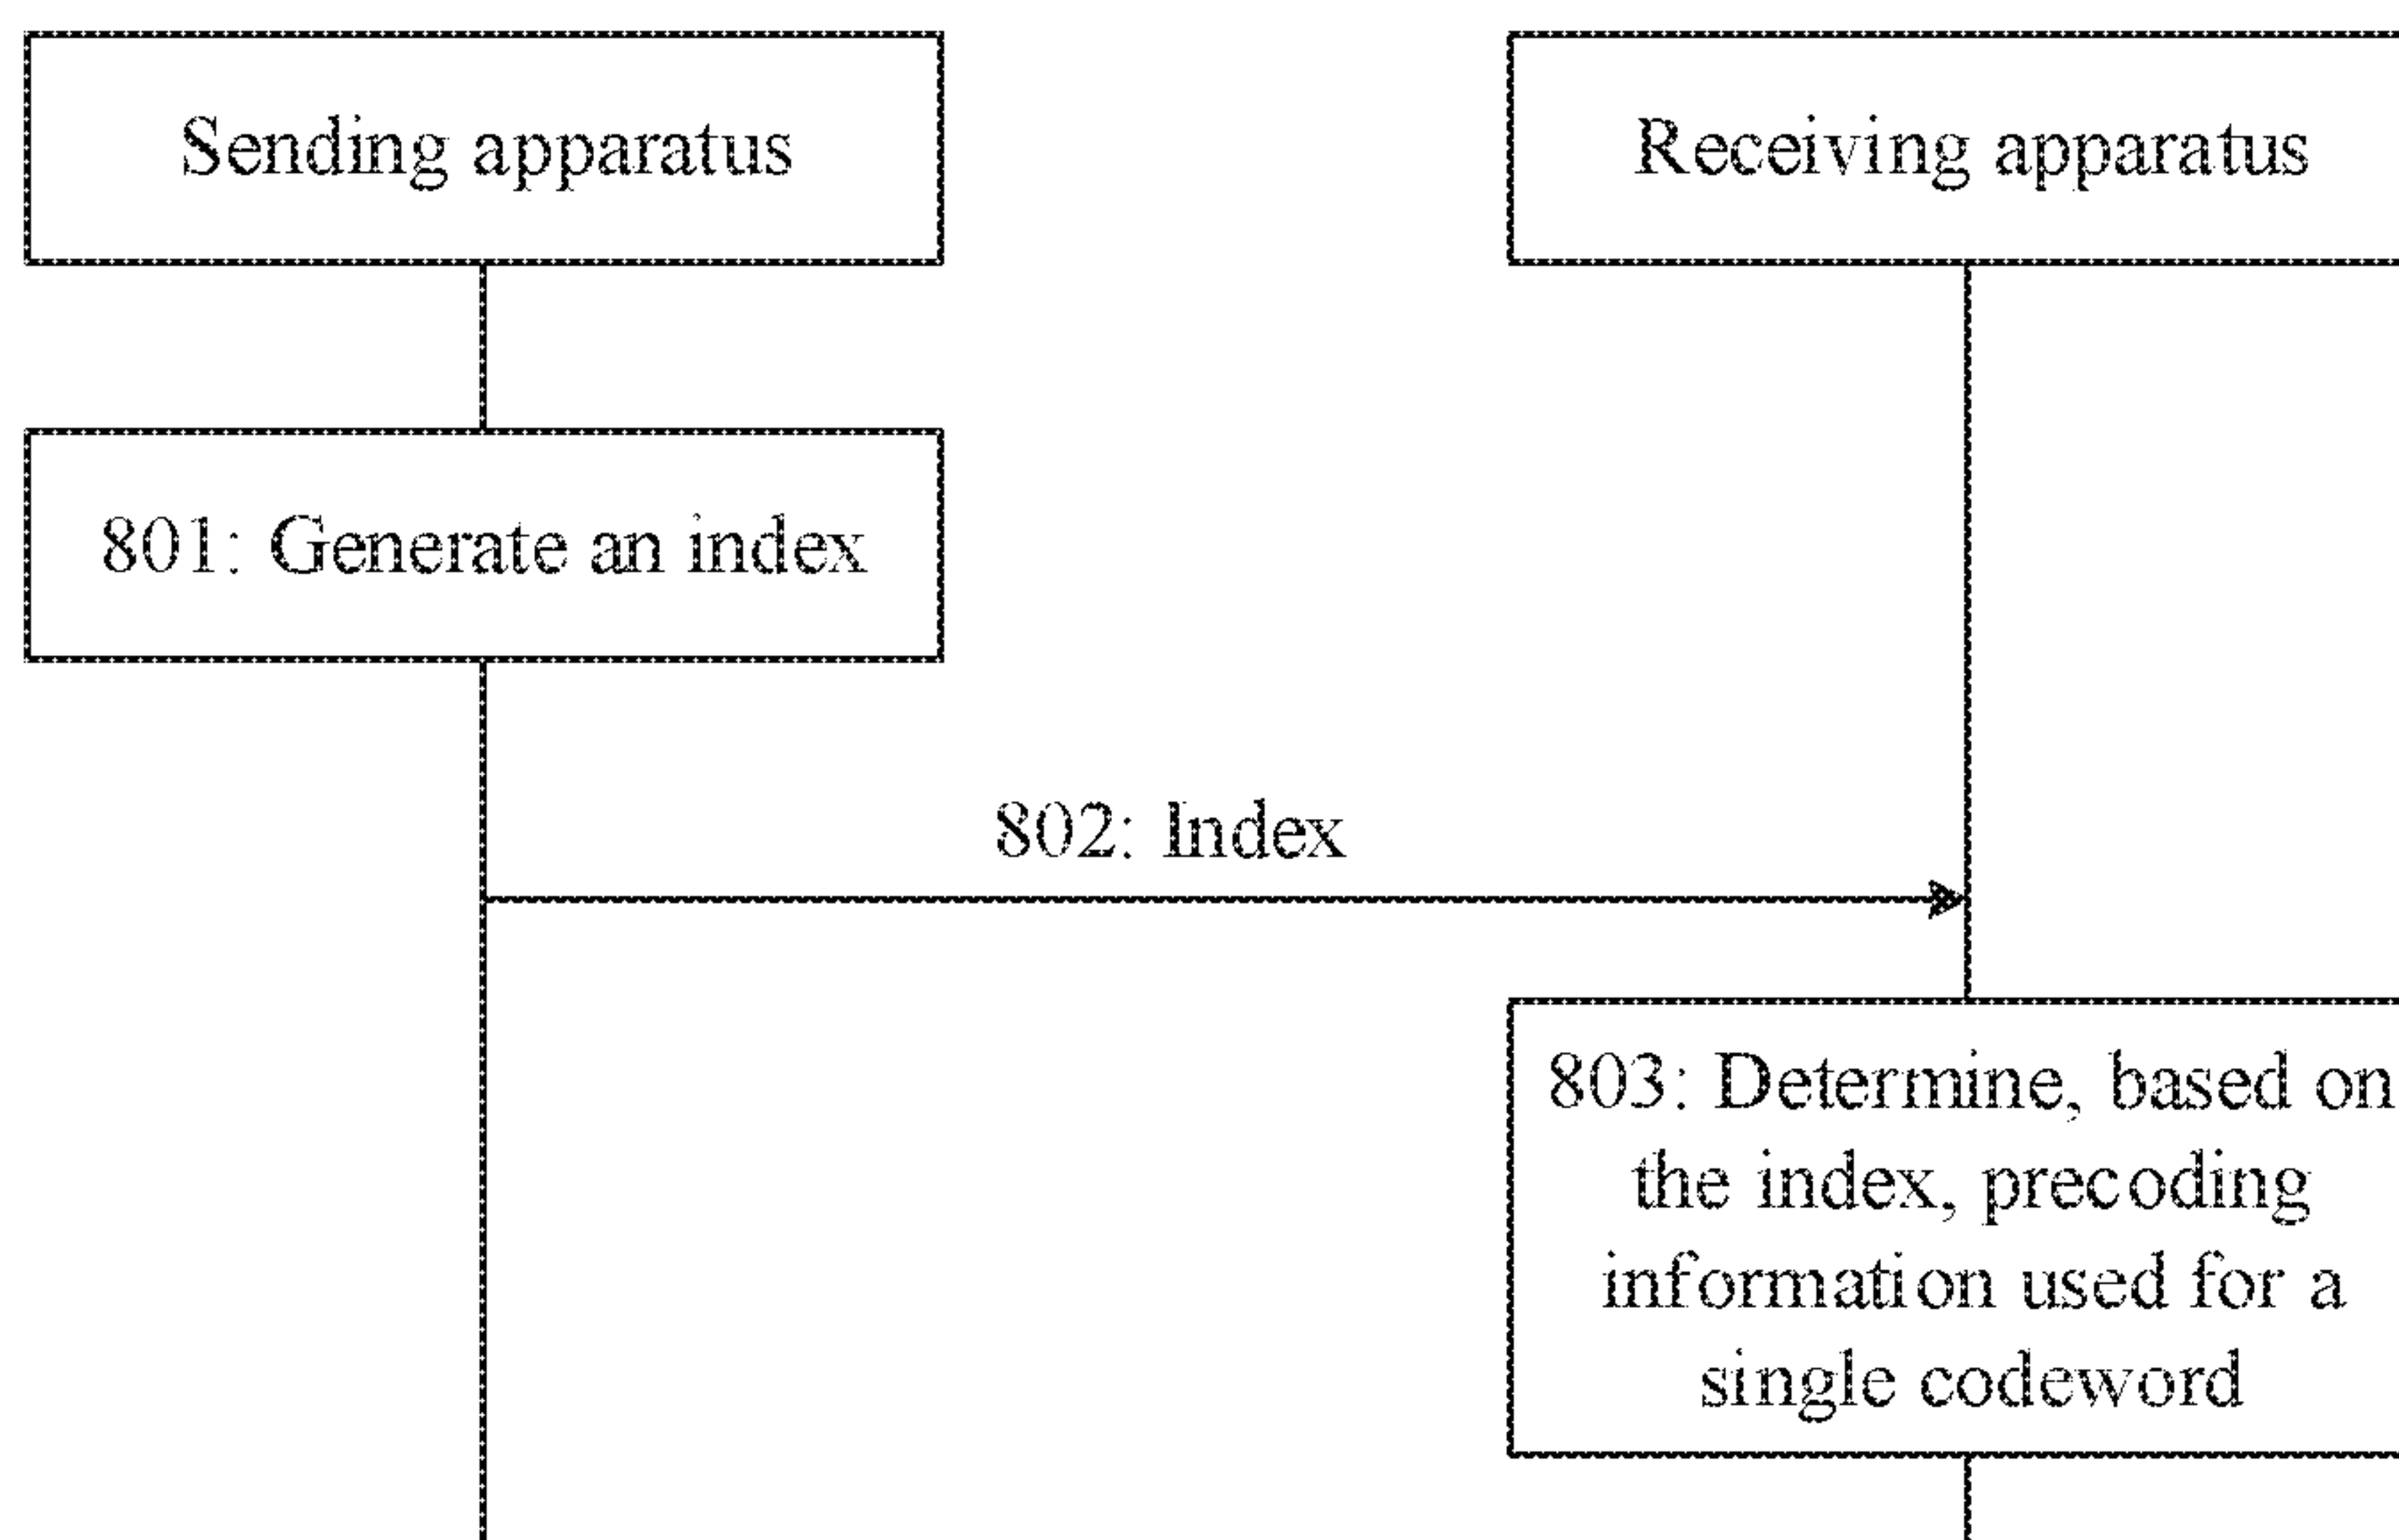 Sending apparatus
Receiving apparatus
801: Generate an index
802: Index
803: Determine, based on
the index, precoding
information used for a
single codeword